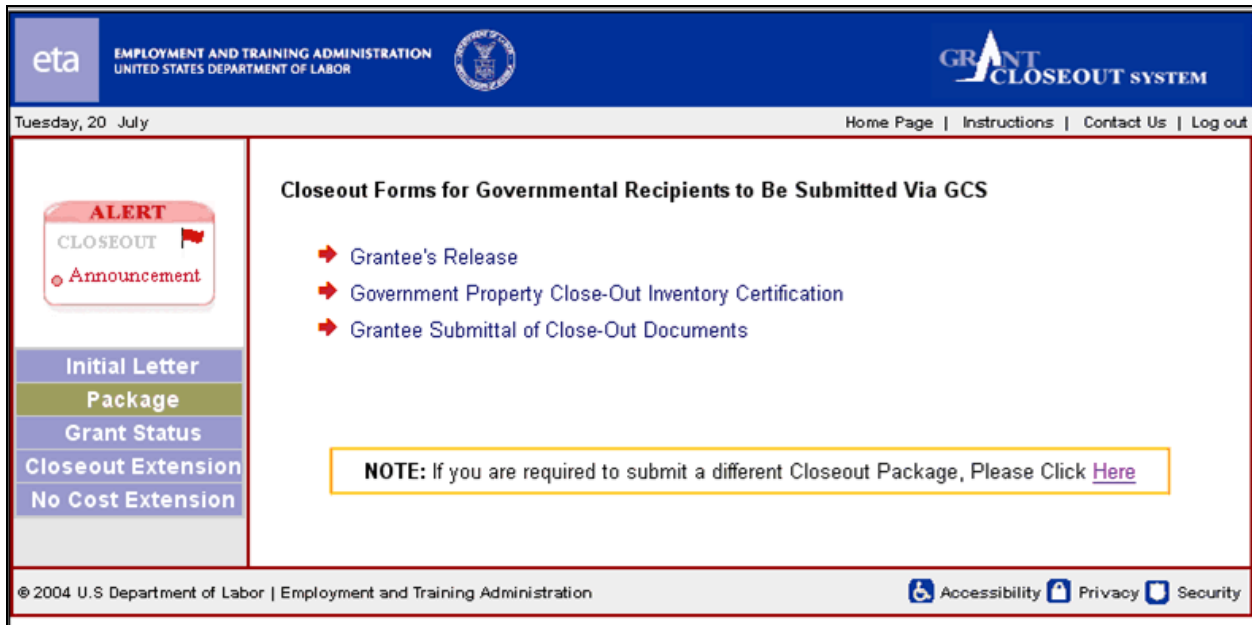 eta
EMPLOYMENT AND TRAINING ADMINISTRATION
UNITED STATES DEPARTMENT OF LABOR
GRANT
CLOSEOUT SYSTEM
Tuesday, 20 July
Home Page | Instructions | Contact Us | Log out
ALERT
CLOSEOUT
Announcement
Initial Letter
Package
Grant Status
Closeout Extension
No Cost Extension
Closeout Forms for Governmental Recipients to Be Submitted Via GCS
Grantee's Release
Government Property Close-Out Inventory Certification
Grantee Submittal of Close-Out Documents
NOTE: If you are required to submit a different Closeout Package, Please Click Here
© 2004 U.S Department of Labor | Employment and Training Administration
Accessibility Privacy Security